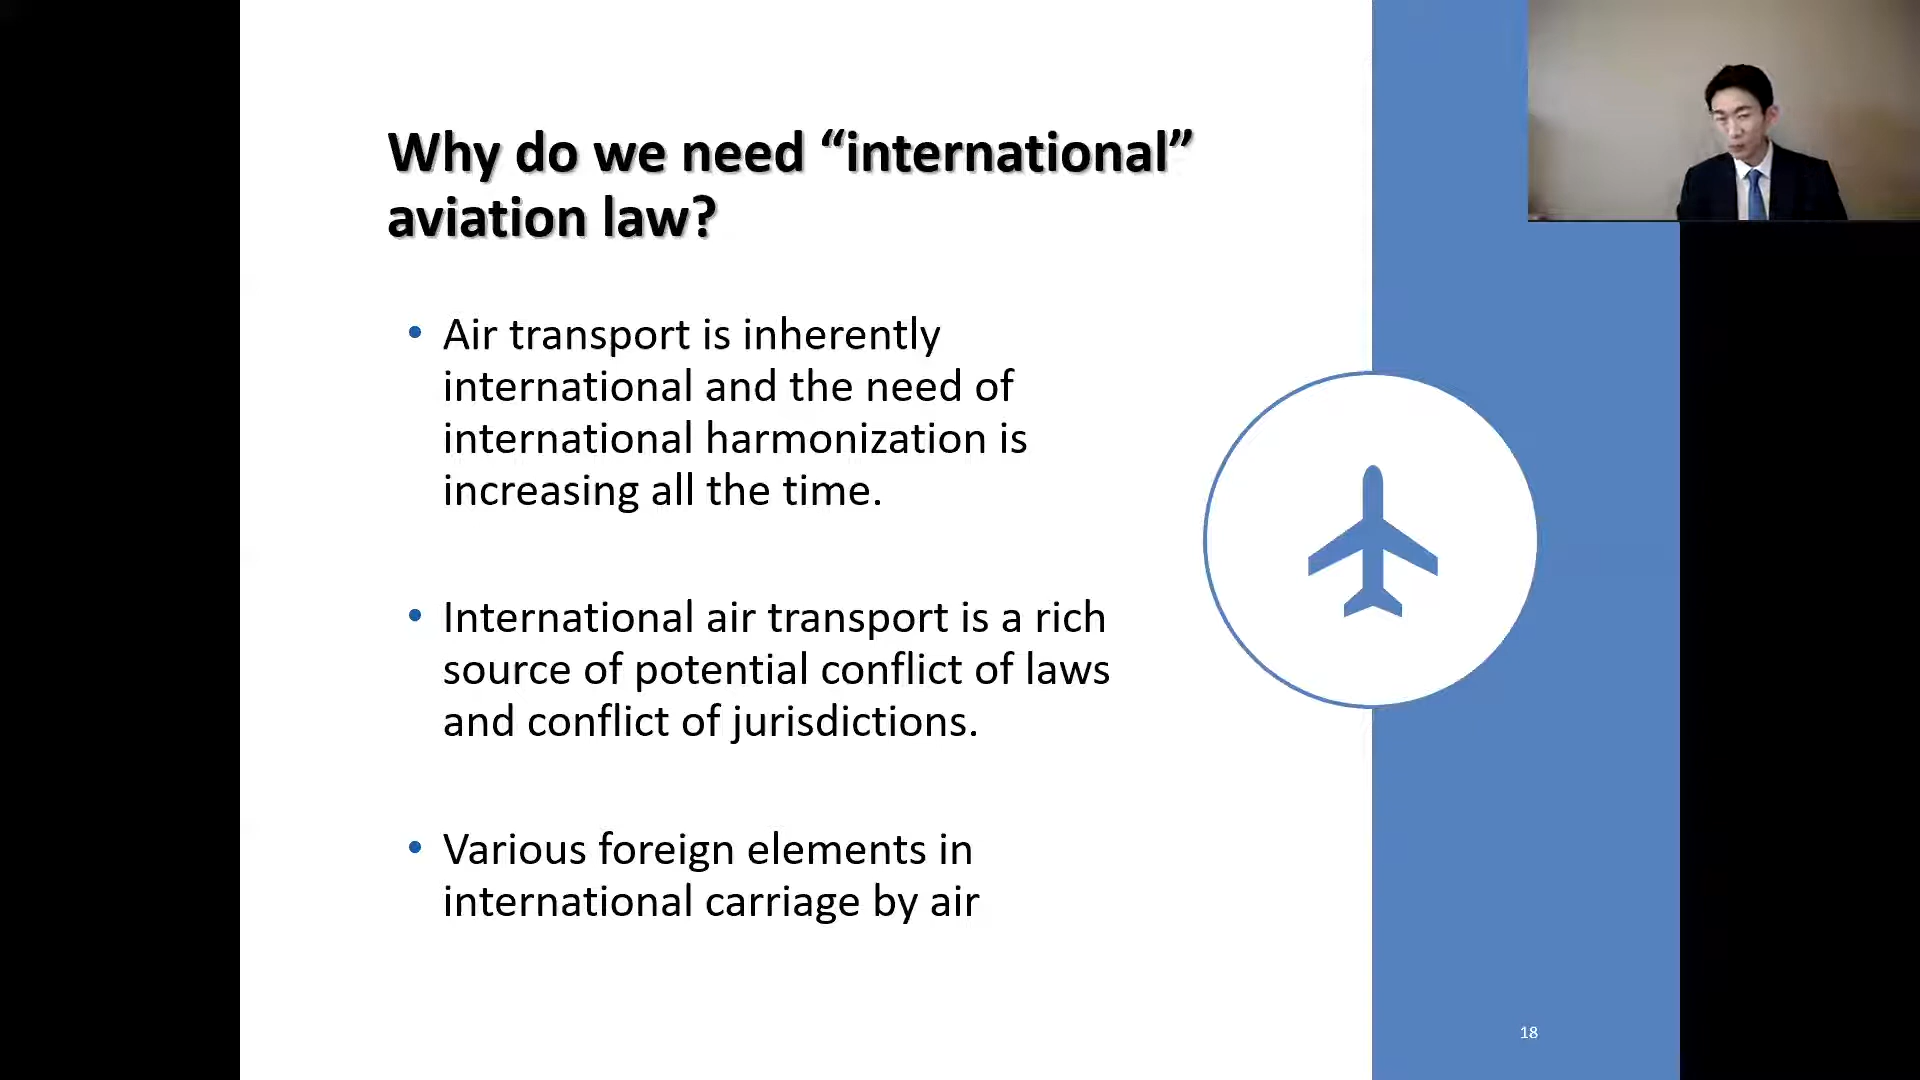 Why do we need “international”
aviation law?
• Air transport is inherently
international and the need of
international harmonization is
increasing all the time.
• International air transport is a rich
source of potential conflict of laws
and conflict of jurisdictions.
• Various foreign elements in
international carriage by air
18